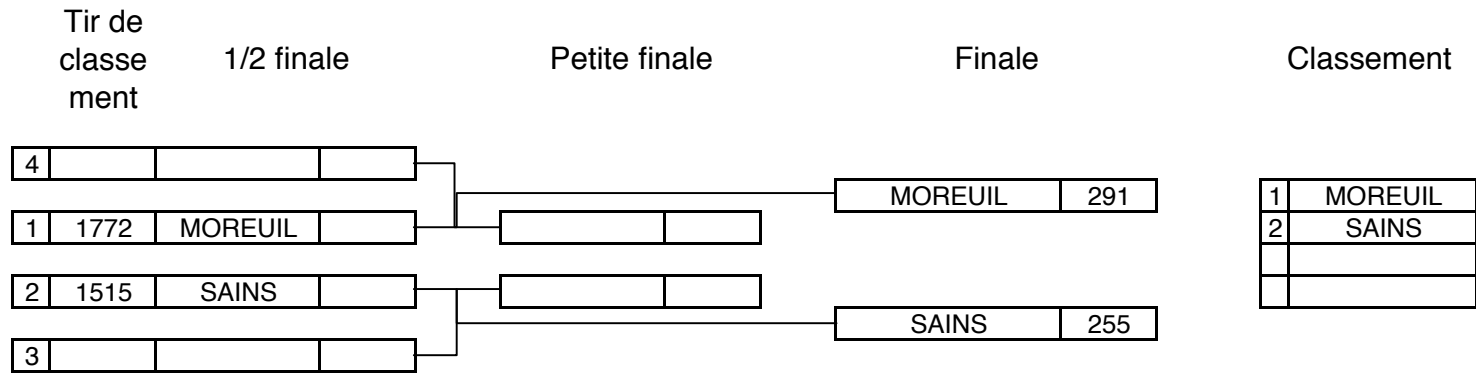 Tir de
classe
ment
1/2 finale
Petite finale
Finale
Classement
4
MOREUIL 291
1 MOREUIL
1 1772 MOREUIL
2 SAINS
2 1515 SAINS
SAINS 255
3